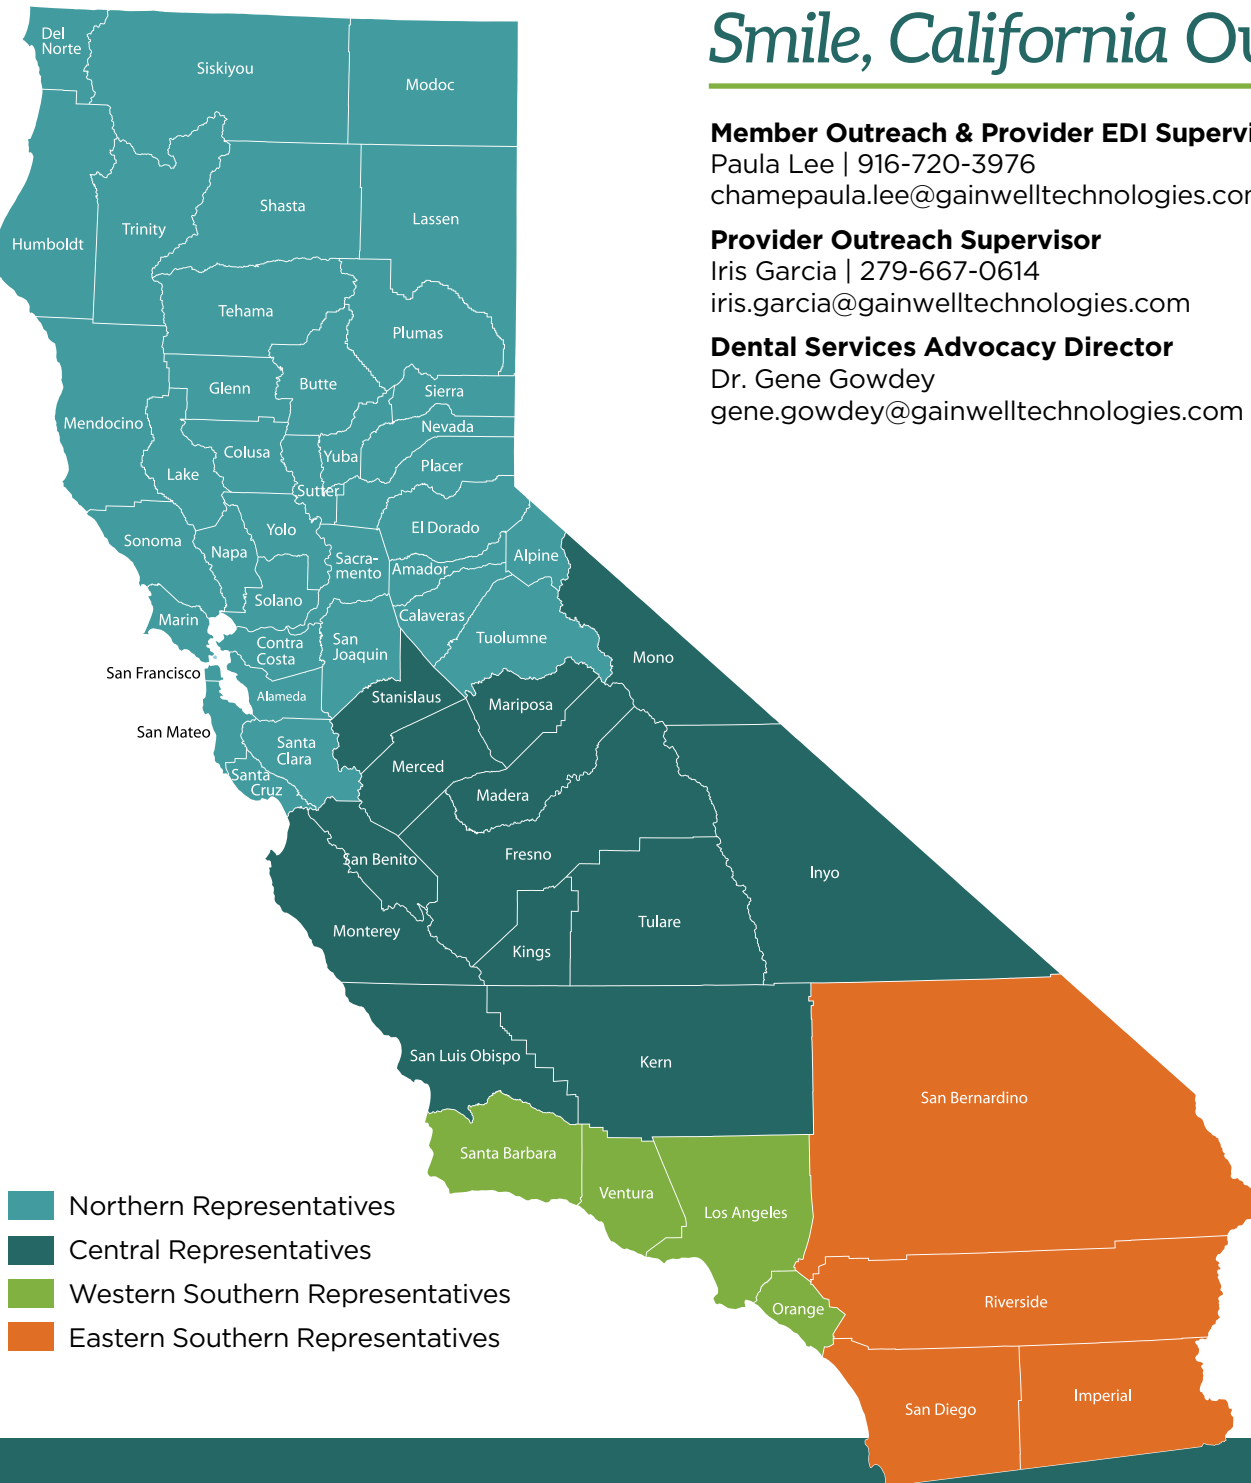 Smile, California Ou
Member Outreach & Provider EDI Supervi
Paula Lee | 916-720-3976
chamepaula.lee@gainwelltechnologies.com
Provider Outreach Supervisor
Iris Garcia | 279-667-0614
iris.garcia@gainwelltechnologies.com
Dental Services Advocacy Director
Dr. Gene Gowdey
gene.gowdey@gainwelltechnologies.com
Del
Norte
Siskiyou
Modoc
Humboldt
Trinity
Shasta
Lassen
Tehama
Plumas
Mendocino
Glenn
Butte
Sierra
Nevada
Lake
Colusa
Yuba
Placer
Sutter
Sonoma
Napa
Yolo
El Dorado
Sacra-
mento
Amador
Alpine
Marin
Solano
Calaveras
Contra
Costa
San
Joaquin
Tuolumne
Mono
San Francisco
Alameda
Stanislaus
Mariposa
San Mateo
Santa
Clara
Santa
Cruz
Merced
Madera
San Benito
Fresno
Inyo
Monterey
Kings
Tulare
San Luis Obispo
Kern
San Bernardino
Santa Barbara
Ventura
Los Angeles
Orange
Riverside
San Diego
Imperial
Northern Representatives
Central Representatives
Western Southern Representatives
Eastern Southern Representatives